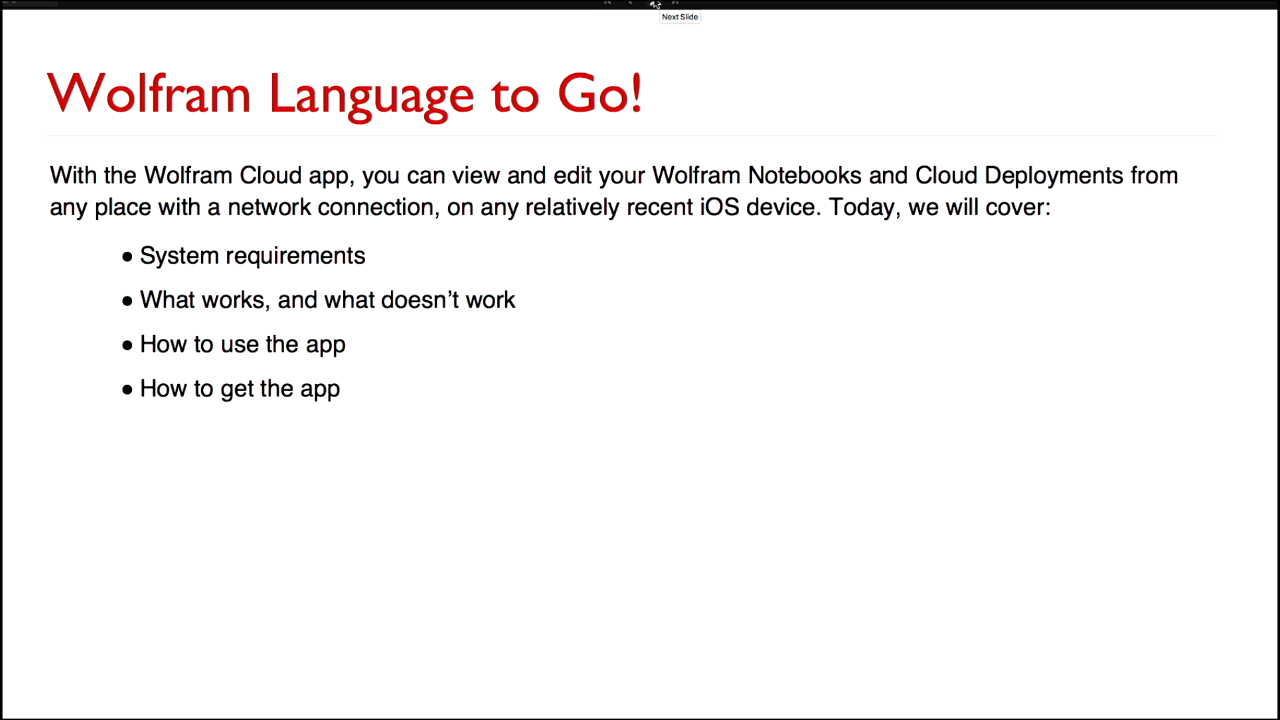 Next Slide
Wolfram Language to Go!
With the Wolfram Cloud app, you can view and edit your Wolfram Notebooks and Cloud Deployments from
any place with a network connection, on any relatively recent iOS device. Today, we will cover:
● System requirements
● What works, and what doesn’t work
● How to use the app
● How to get the app